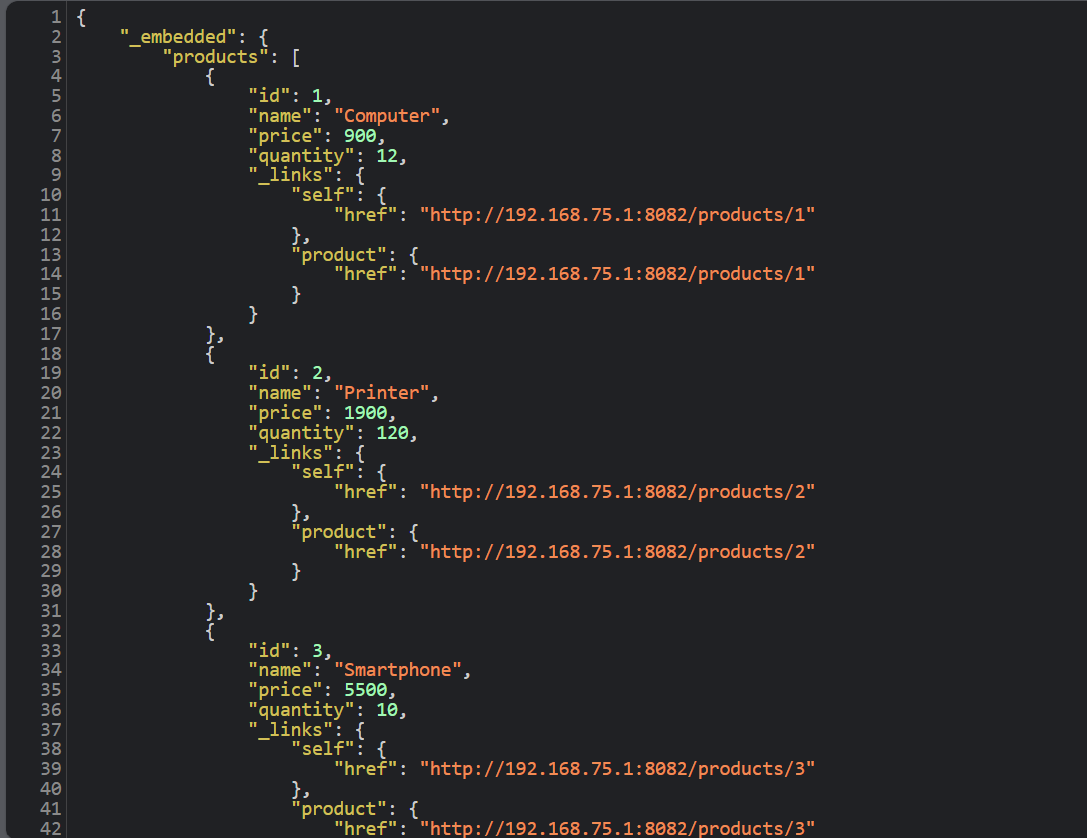 1 {
2     "_embedded": {
3         "products": [
4             {
5                 "id": 1,
6                 "name": "Computer",
7                 "price": 900,
8                 "quantity": 12,
9                 "_links": {
10                     "self": {
11                         "href": "http://192.168.75.1:8082/products/1"
12                     },
13                     "product": {
14                         "href": "http://192.168.75.1:8082/products/1"
15                     }
16                 }
17             },
18             {
19                 "id": 2,
20                 "name": "Printer",
21                 "price": 1900,
22                 "quantity": 120,
23                 "_links": {
24                     "self": {
25                         "href": "http://192.168.75.1:8082/products/2"
26                     },
27                     "product": {
28                         "href": "http://192.168.75.1:8082/products/2"
29                     }
30                 }
31             },
32             {
33                 "id": 3,
34                 "name": "Smartphone",
35                 "price": 5500,
36                 "quantity": 10,
37                 "_links": {
38                     "self": {
39                         "href": "http://192.168.75.1:8082/products/3"
40                     },
41                     "product": {
42                         "href": "http://192.168.75.1:8082/products/3"